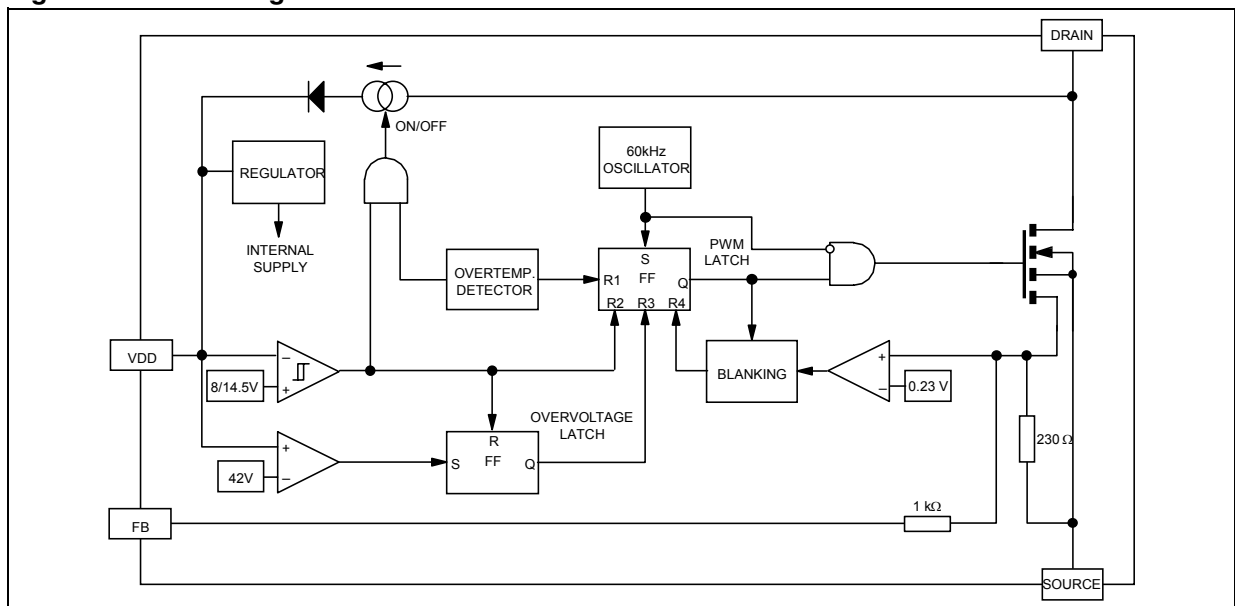 DRAIN
ON/OFF
REGULATOR
INTERNAL
SUPPLY
60kHz
OSCILLATOR
PWM
LATCH
OVERTEMP.
DETECTOR
S
FF
R1
Q
R2 R3 R4
VDD
8/14.5V
−
+
BLANKING
+
−
0.23 V
230 Ω
OVERVOLTAGE
LATCH
R
FF
S
Q
+
−
42V
1 kΩ
FB
SOURCE